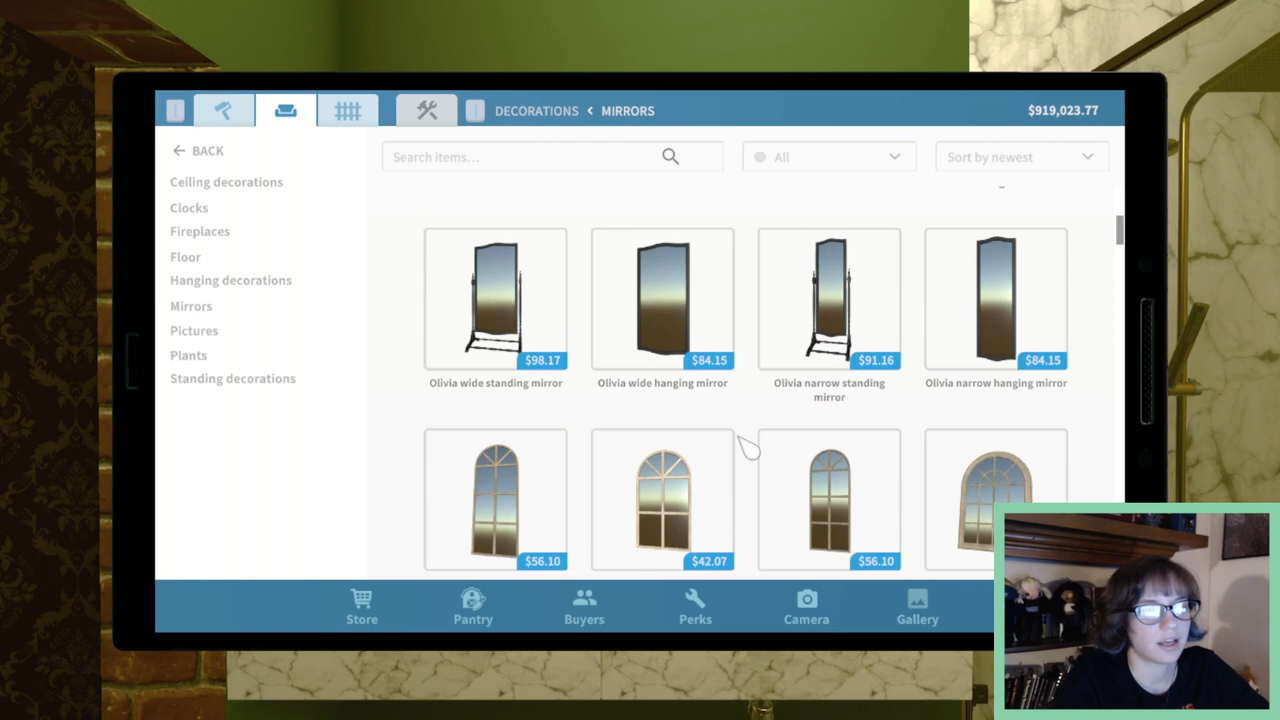 DECORATIONS < MIRRORS
$919,023.77
BACK
Search items...
All
Sort by newest
Ceiling decorations
Clocks
Fireplaces
Floor
Hanging decorations
Mirrors
Pictures
Plants
Standing decorations
$98.17
$84.15
$91.16
$84.15
Olivia wide standing mirror
Olivia wide hanging mirror
Olivia narrow standing
mirror
Olivia narrow hanging mirror
$56.10
$42.07
$56.10
Store
Pantry
Buyers
Perks
Camera
Gallery